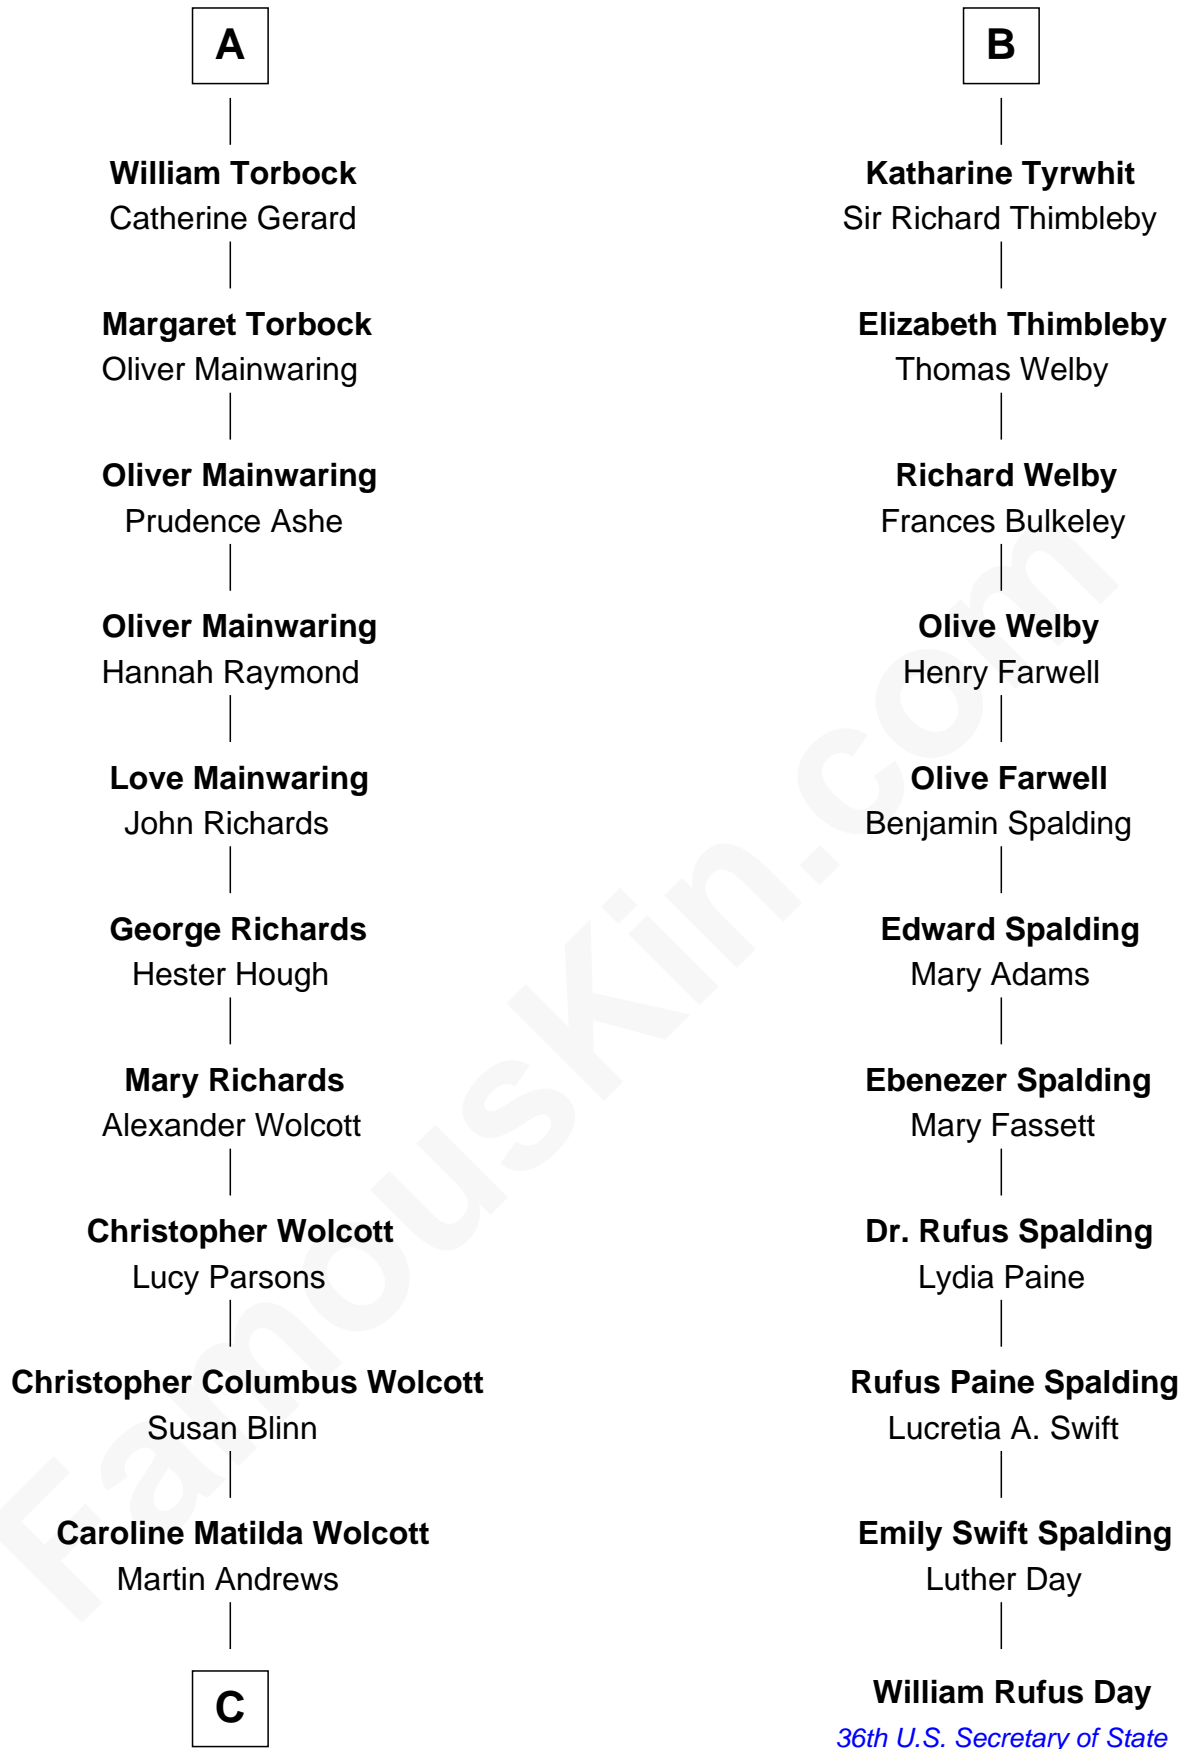 A
William Torbock
Catherine Gerard
Margaret Torbock
Oliver Mainwaring
Oliver Mainwaring
Prudence Ashe
Oliver Mainwaring
Hannah Raymond
Love Mainwaring
John Richards
George Richards
Hester Hough
Mary Richards
Alexander Wolcott
Christopher Wolcott
Lucy Parsons
Christopher Columbus Wolcott
Susan Blinn
Caroline Matilda Wolcott
Martin Andrews
C
B
Katharine Tyrwhit
Sir Richard Thimbleby
Elizabeth Thimbleby
Thomas Welby
Richard Welby
Frances Bulkeley
Olive Welby
Henry Farwell
Olive Farwell
Benjamin Spalding
Edward Spalding
Mary Adams
Ebenezer Spalding
Mary Fassett
Dr. Rufus Spalding
Lydia Paine
Rufus Paine Spalding
Lucretia A. Swift
Emily Swift Spalding
Luther Day
William Rufus Day
36th U.S. Secretary of State
FamousKin.com